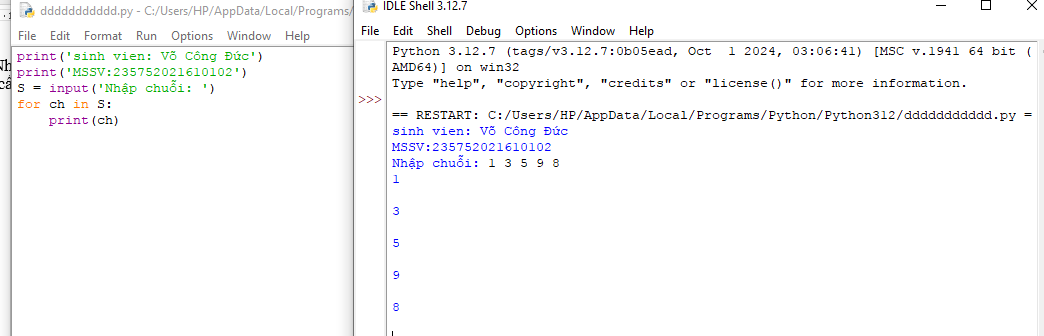 ddddddddddd.py - C:/Users/HP/AppData/Local/Programs/
File Edit Format Run Options Window Help
print('sinh vien: Võ Công Đức')
print('MSSV:235752021610102')
S = input('Nhập chuỗi: ')
for ch in S:
    print(ch)
IDLE Shell 3.12.7
File Edit Shell Debug Options Window Help
Python 3.12.7 (tags/v3.12.7:0b05ead, Oct  1 2024, 03:06:41) [MSC v.1941 64 bit (
AMD64)] on win32
Type "help", "copyright", "credits" or "license()" for more information.
>>>
== RESTART: C:/Users/HP/AppData/Local/Programs/Python/Python312/ddddddddddd.py =
sinh vien: Võ Công Đức
MSSV:235752021610102
Nhập chuỗi: 1 3 5 9 8
1
3
5
9
8